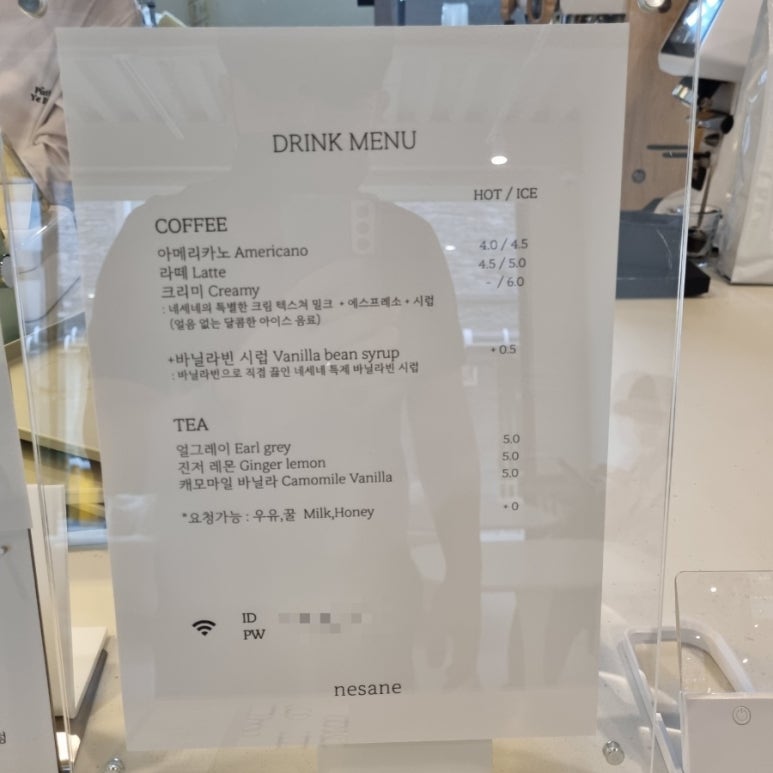 DRINK MENU
HOT / ICE
COFFEE
아메리카노 Americano 4.0 / 4.5
라떼 Latte 4.5 / 5.0
크리미 Creamy - / 6.0
: 네세네의 특별한 크림 텍스쳐 밀크 + 에스프레소 + 시럽
(얼음 없는 달콤한 아이스 음료)
+바닐라빈 시럽 Vanilla bean syrup + 0.5
: 바닐라빈으로 직접 끓인 네세네 특제 바닐라빈 시럽
TEA
얼그레이 Earl grey 5.0
진저 레몬 Ginger lemon 5.0
캐모마일 바닐라 Camomile Vanilla 5.0
*요청가능 : 우유,꿀 Milk,Honey + 0
ID
PW
nesane